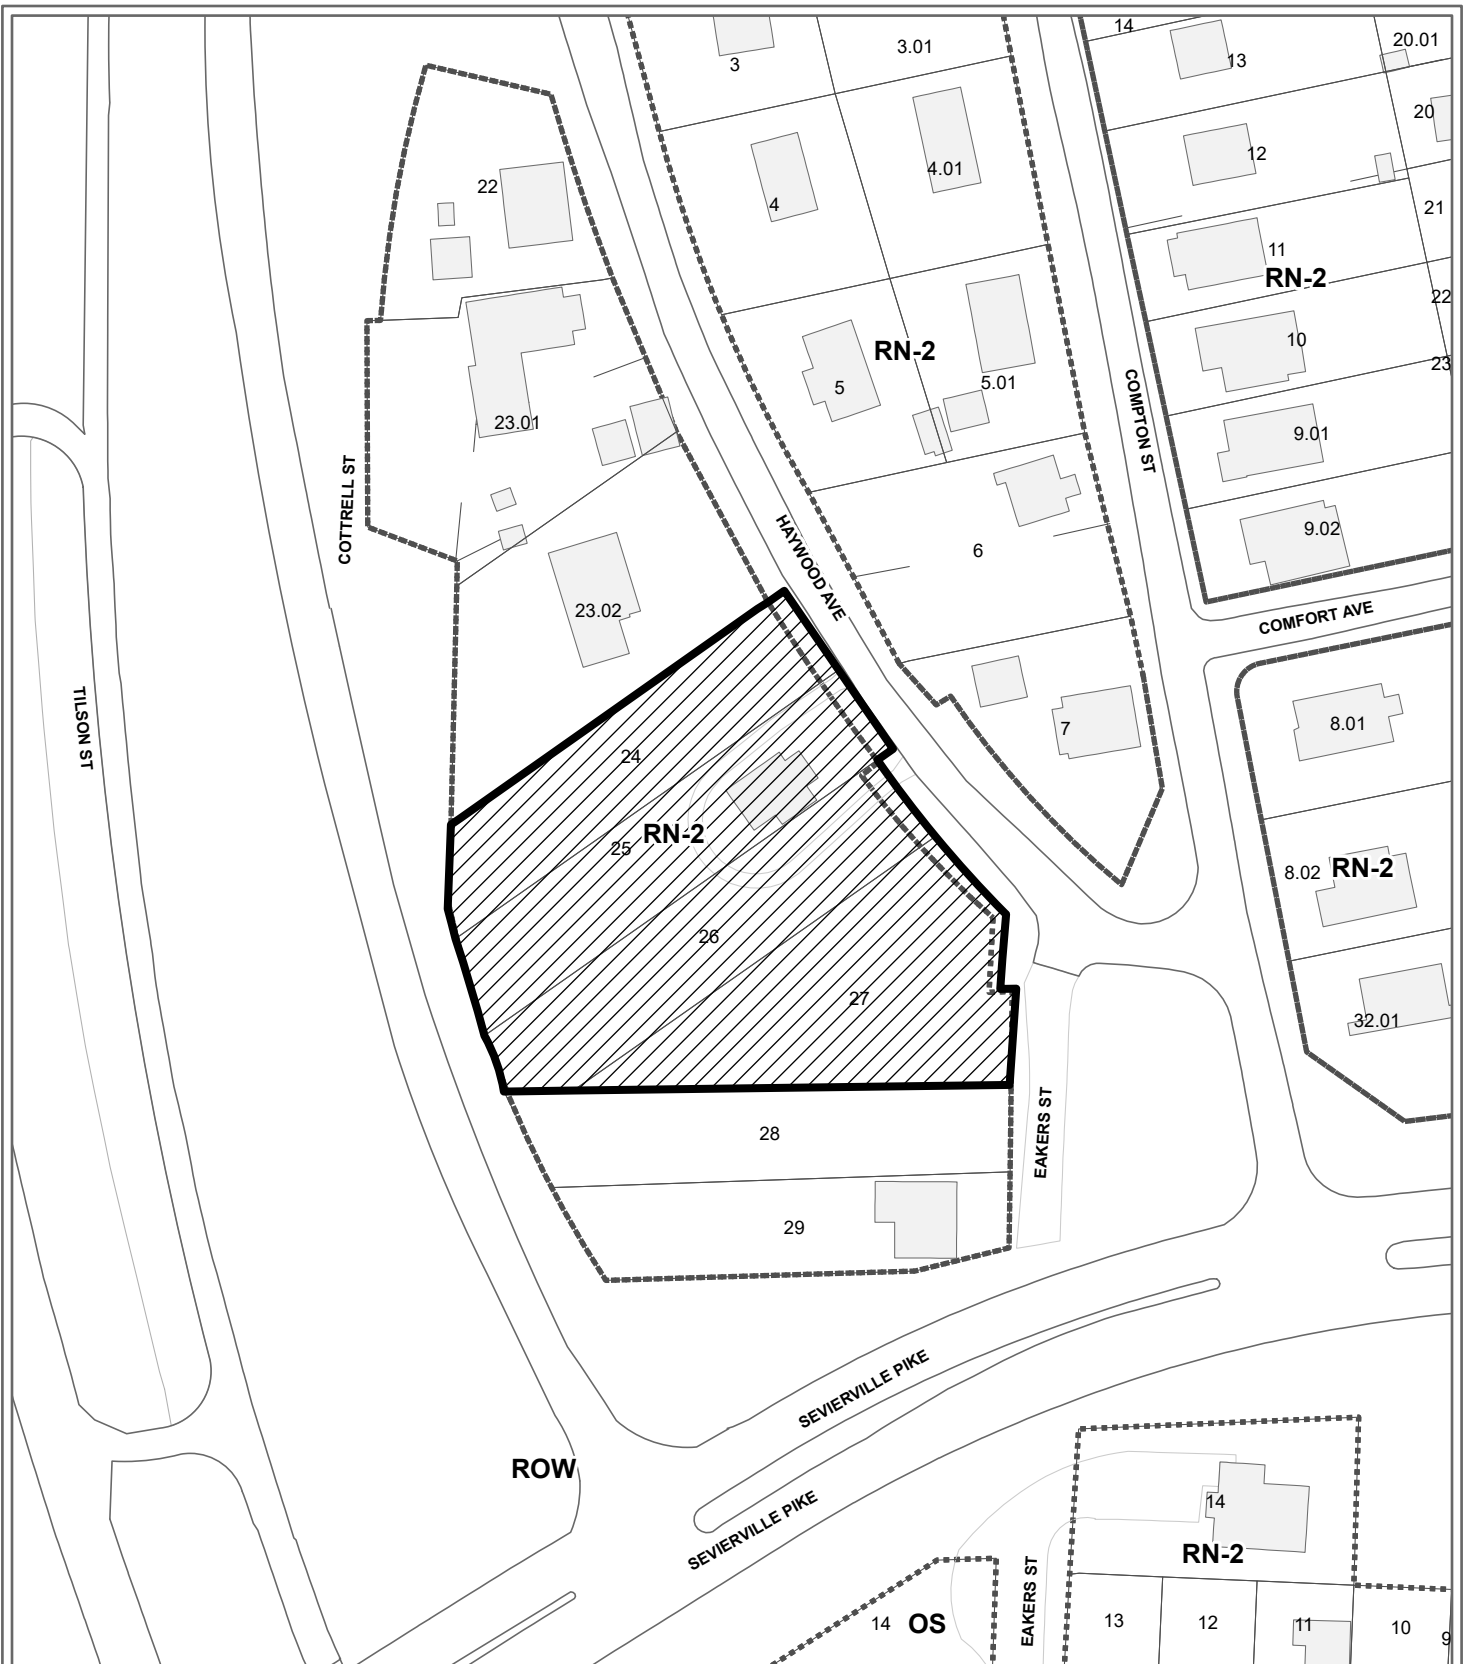 14
3.01
20.01
13
3
20
12
4.01
22
4
21
11
RN-2
22
10
RN-2
23
5.01
5
COMPTON ST
23.01
9.01
COTTRELL ST
HAYWOOD AVE
9.02
6
23.02
COMFORT AVE
TILSON ST
7
8.01
24
RN-2
25
8.02
RN-2
26
27
32.01
28
EAKERS ST
29
SEVIERVILLE PIKE
ROW
SEVIERVILLE PIKE
14
RN-2
EAKERS ST
14
OS
13
12
11
10
9